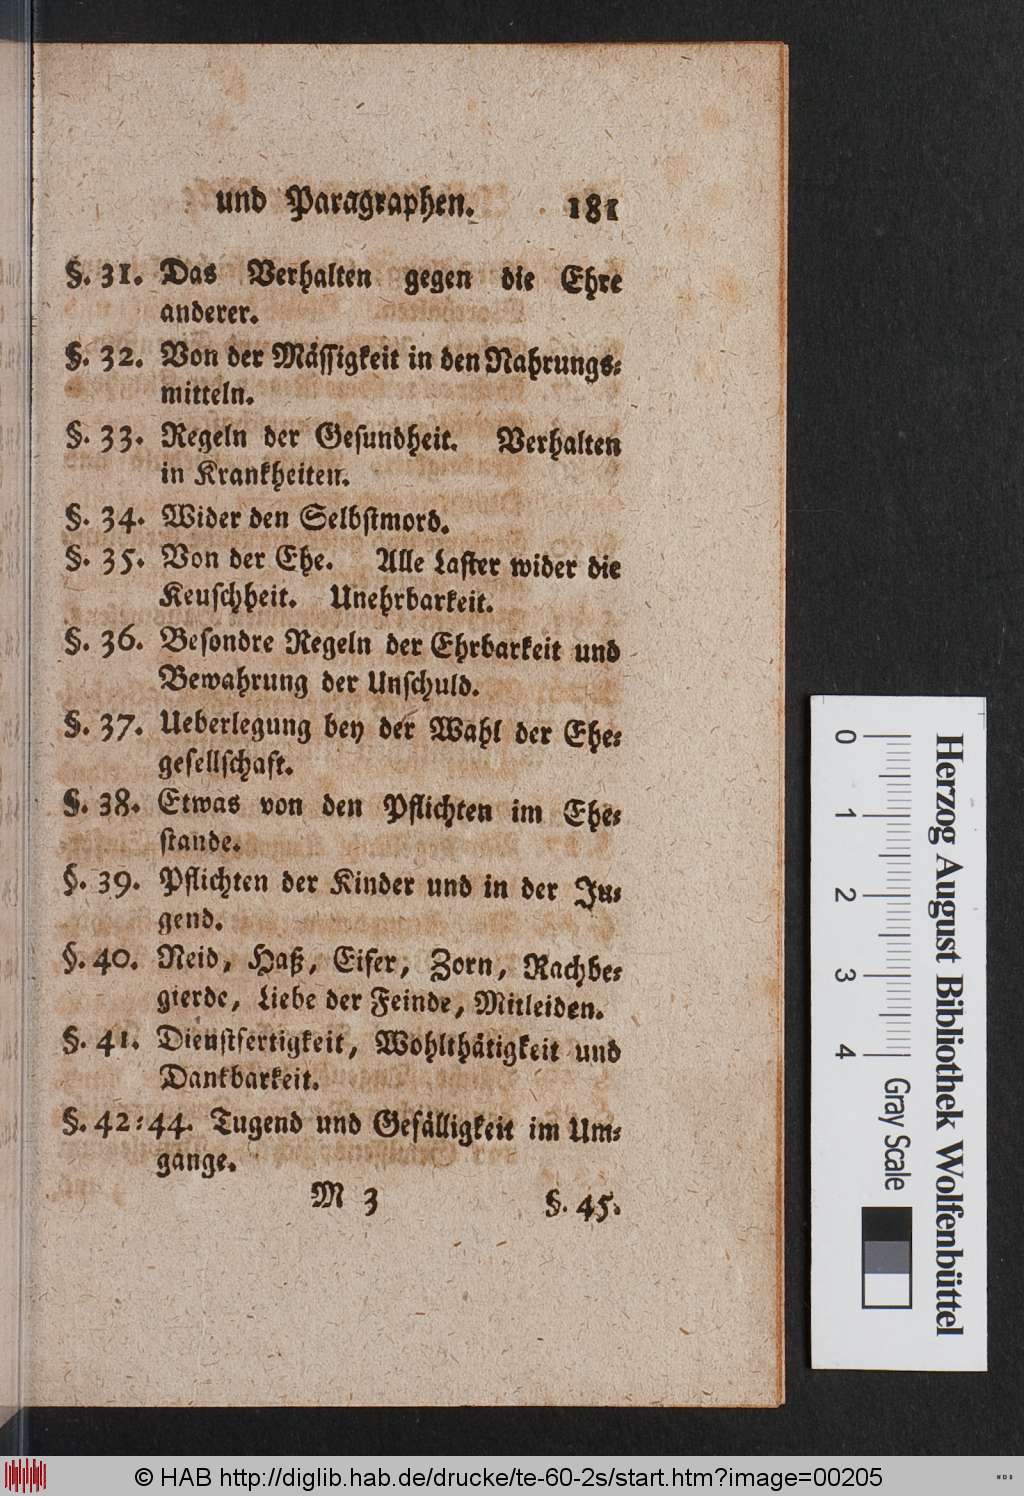 und Paragraphen. 181
§. 31. Das Verhalten gegen die Ehre
anderer.
§. 32. Von der Mässigkeit in den Nahrungs⸗
mitteln.
§. 33. Regeln der Gesundheit. Verhalten
in Krankheiten.
§. 34. Wider den Selbstmord.
§. 35. Von der Ehe. Alle Laster wider die
Keuschheit. Unehrbarkeit.
§. 36. Besondre Regeln der Ehrbarkeit und
Bewahrung der Unschuld.
§. 37. Ueberlegung bey der Wahl der Ehe⸗
gesellschaft.
§. 38. Etwas von den Pflichten im Ehe⸗
stande.
§. 39. Pflichten der Kinder und in der Ju⸗
gend.
§. 40. Neid, Haß, Eifer, Zorn, Rachbe⸗
gierde, Liebe der Feinde, Mitleiden.
§. 41. Dienstfertigkeit, Wohlthätigkeit und
Dankbarkeit.
§. 42⸗44. Tugend und Gefälligkeit im Um⸗
gange.
M 3 §. 45.
Herzog August Bibliothek Wolfenbüttel
0 1 2 3 4 Gray Scale
© HAB http://diglib.hab.de/drucke/te-60-2s/start.htm?image=00205